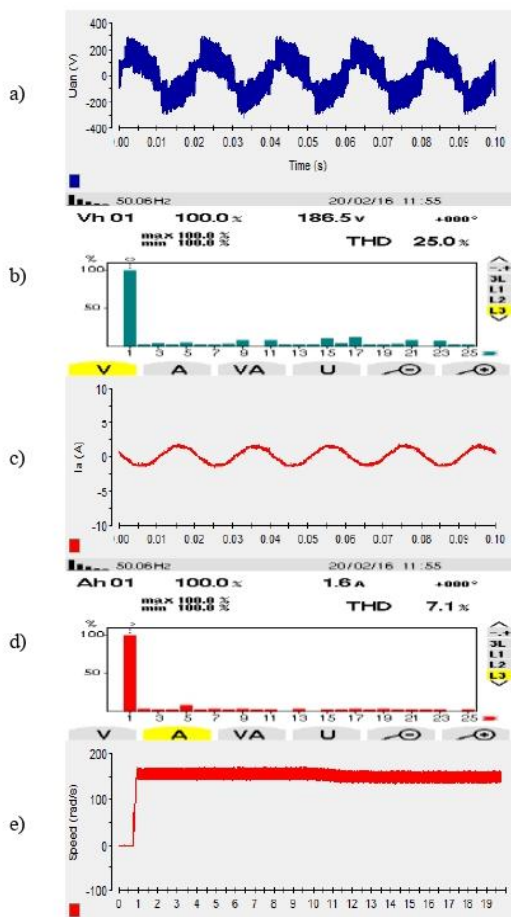 a)
Uan (V)
400
200
0
-200
-400
0.00 0.01 0.02 0.03 0.04 0.05 0.06 0.07 0.08 0.09 0.10
Time (s)
50.06Hz 20/02/16 11:55
Vh 01 100.0 % 186.5 V +000°
max 100.0 %
min 100.0 %
THD 25.0 %
b)
%
100
50
1 3 5 7 9 11 13 15 17 19 21 23 25
-.+
3L
L1
L2
L3
V A VA U
c)
Ia (A)
10
5
0
-5
-10
0.00 0.01 0.02 0.03 0.04 0.05 0.06 0.07 0.08 0.09 0.10
50.06Hz 20/02/16 11:55
Ah 01 100.0 % 1.6 A +000°
max 100.0 %
min 100.0 %
THD 7.1 %
d)
%
100
50
1 3 5 7 9 11 13 15 17 19 21 23 25
-.+
3L
L1
L2
L3
V A VA U
e)
Speed (rad/s)
200
100
0
-100
0 1 2 3 4 5 6 7 8 9 10 11 12 13 14 15 16 17 18 19